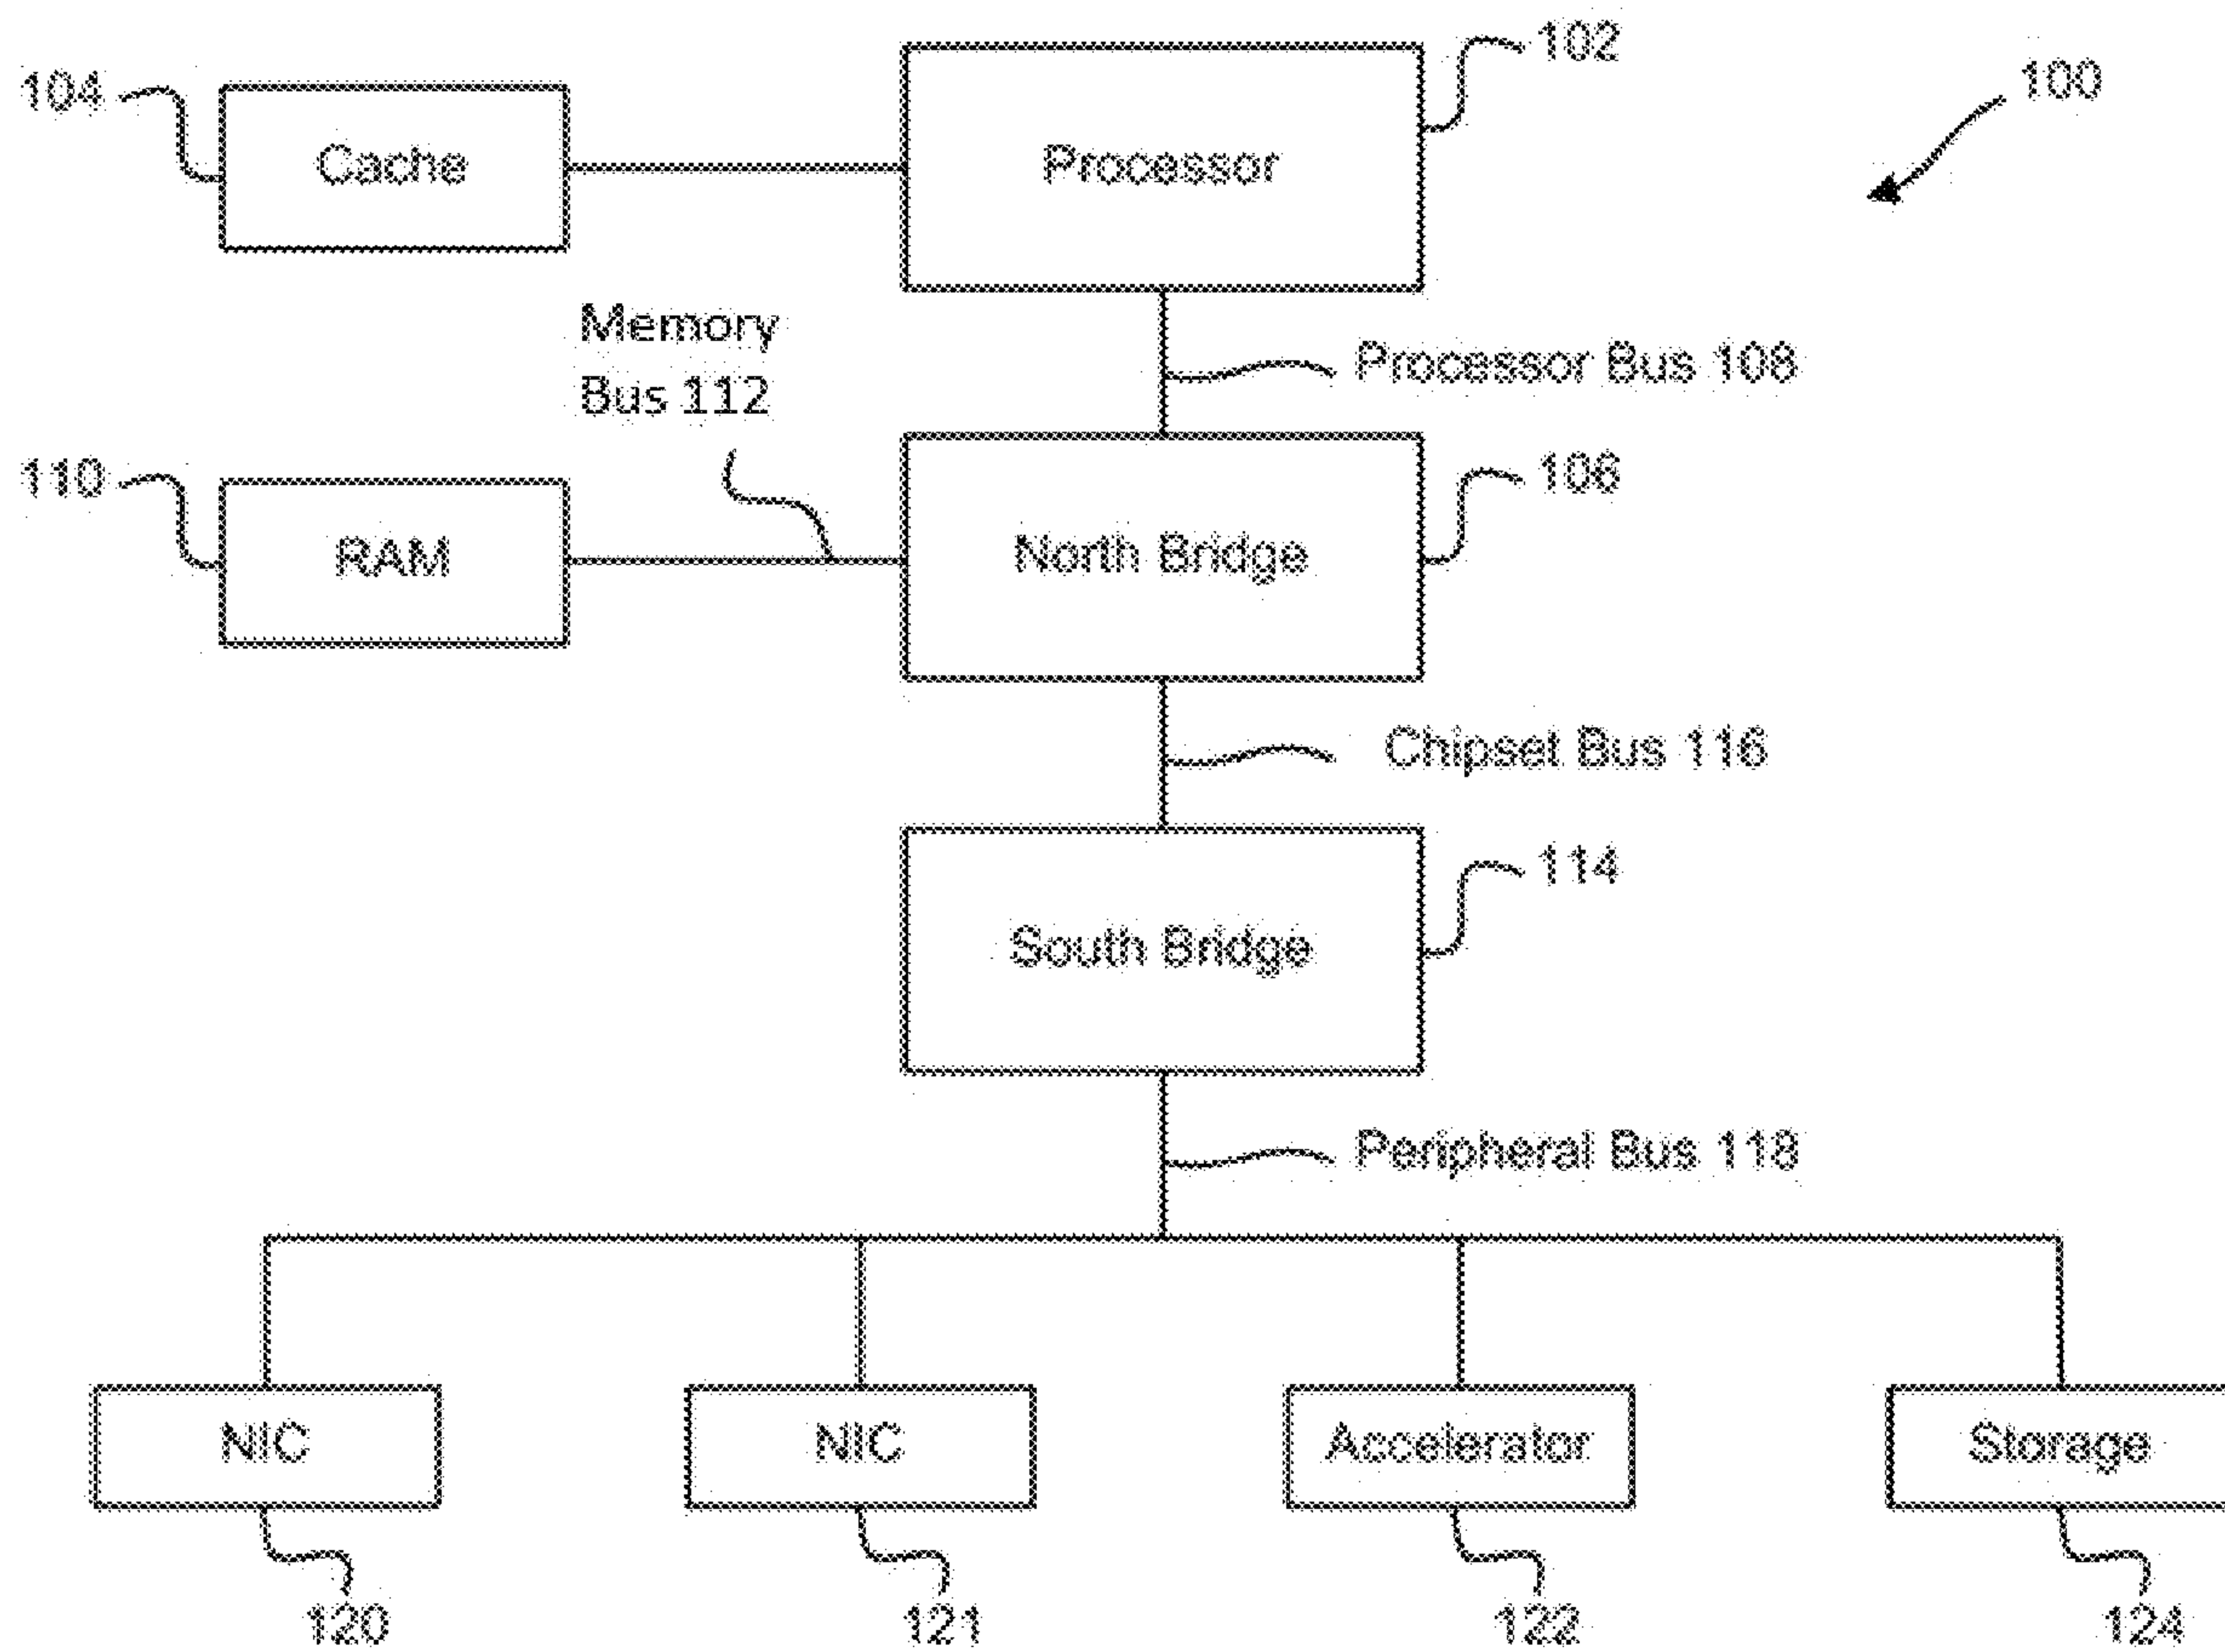 102
100
104
Cache
Processor
Memory
Bus 112
Processor Bus 108
110
RAM
North Bridge
106
Chipset Bus 116
114
South Bridge
Peripheral Bus 118
NIC
NIC
Accelerator
Storage
120
121
122
124